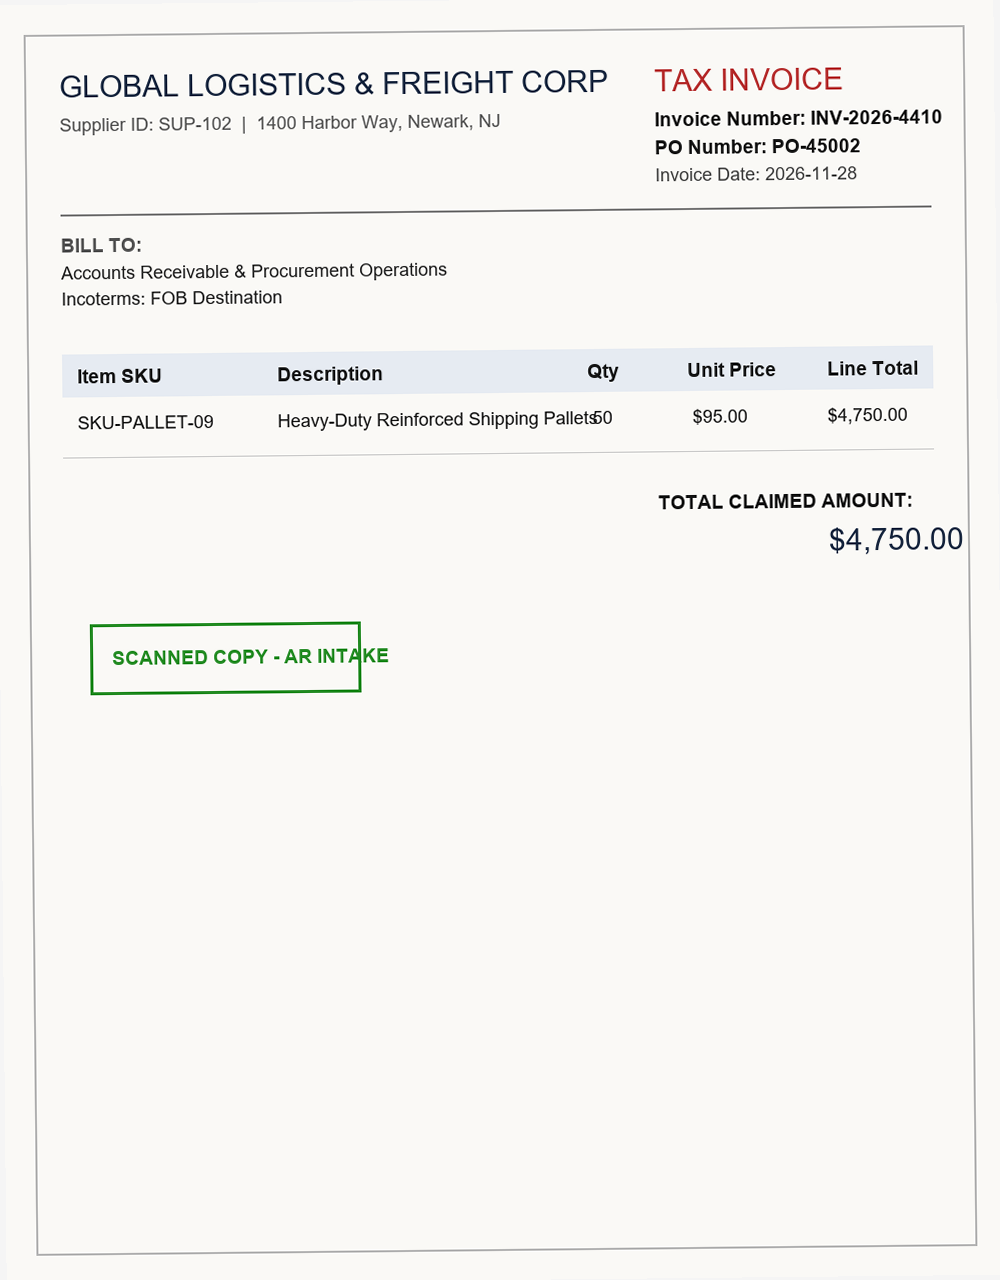 GLOBAL LOGISTICS & FREIGHT CORP
Supplier ID: SUP-102 | 1400 Harbor Way, Newark, NJ
TAX INVOICE
Invoice Number: INV-2026-4410
PO Number: PO-45002
Invoice Date: 2026-11-28
BILL TO:
Accounts Receivable & Procurement Operations
Incoterms: FOB Destination
Item SKU Description Qty Unit Price Line Total
SKU-PALLET-09 Heavy-Duty Reinforced Shipping Pallets 50 $95.00 $4,750.00
TOTAL CLAIMED AMOUNT:
$4,750.00
SCANNED COPY - AR INTAKE